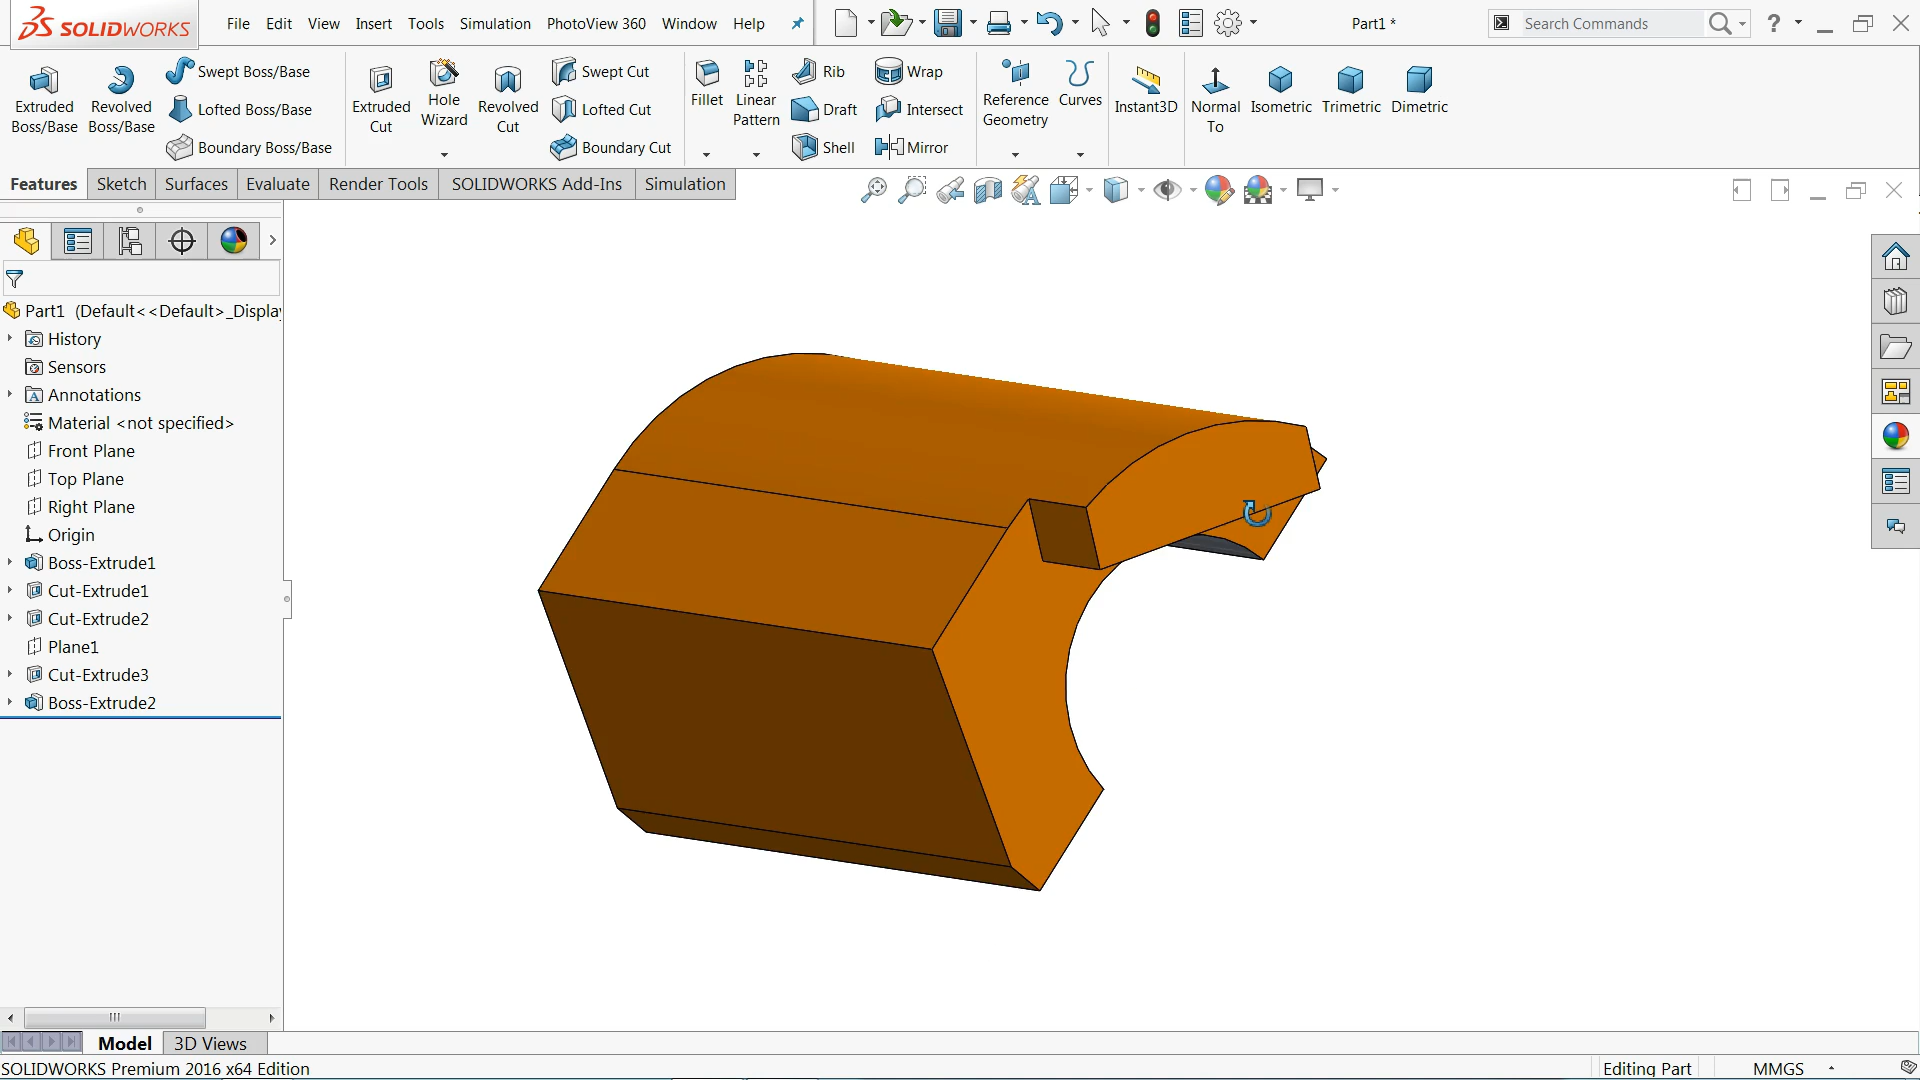 SOLIDWORKS File Edit View Insert Tools Simulation PhotoView 360 Window Help Part1 * Search Commands ?
Extruded Boss/Base
Revolved Boss/Base
Swept Boss/Base
Lofted Boss/Base
Boundary Boss/Base
Extruded Cut
Hole Wizard
Revolved Cut
Swept Cut
Lofted Cut
Boundary Cut
Fillet
Linear Pattern
Rib
Draft
Shell
Wrap
Intersect
Mirror
Reference Geometry
Curves
Instant3D
Normal To
Isometric
Trimetric
Dimetric
Features Sketch Surfaces Evaluate Render Tools SOLIDWORKS Add-Ins Simulation
Part1 (Default<<Default>_Displa
History
Sensors
Annotations
Material <not specified>
Front Plane
Top Plane
Right Plane
Origin
Boss-Extrude1
Cut-Extrude1
Cut-Extrude2
Plane1
Cut-Extrude3
Boss-Extrude2
Model 3D Views
SOLIDWORKS Premium 2016 x64 Edition Editing Part MMGS